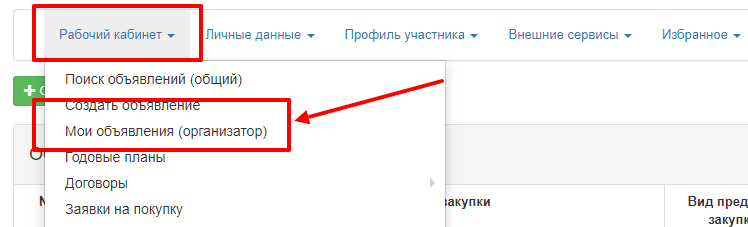 Рабочий кабинет Личные данные Профиль участника Внешние сервисы Избранное
Поиск объявлений (общий)
Создать объявление
Мои объявления (организатор)
Годовые планы
Договоры
закупки Вид пред
Заявки на покупку закупк